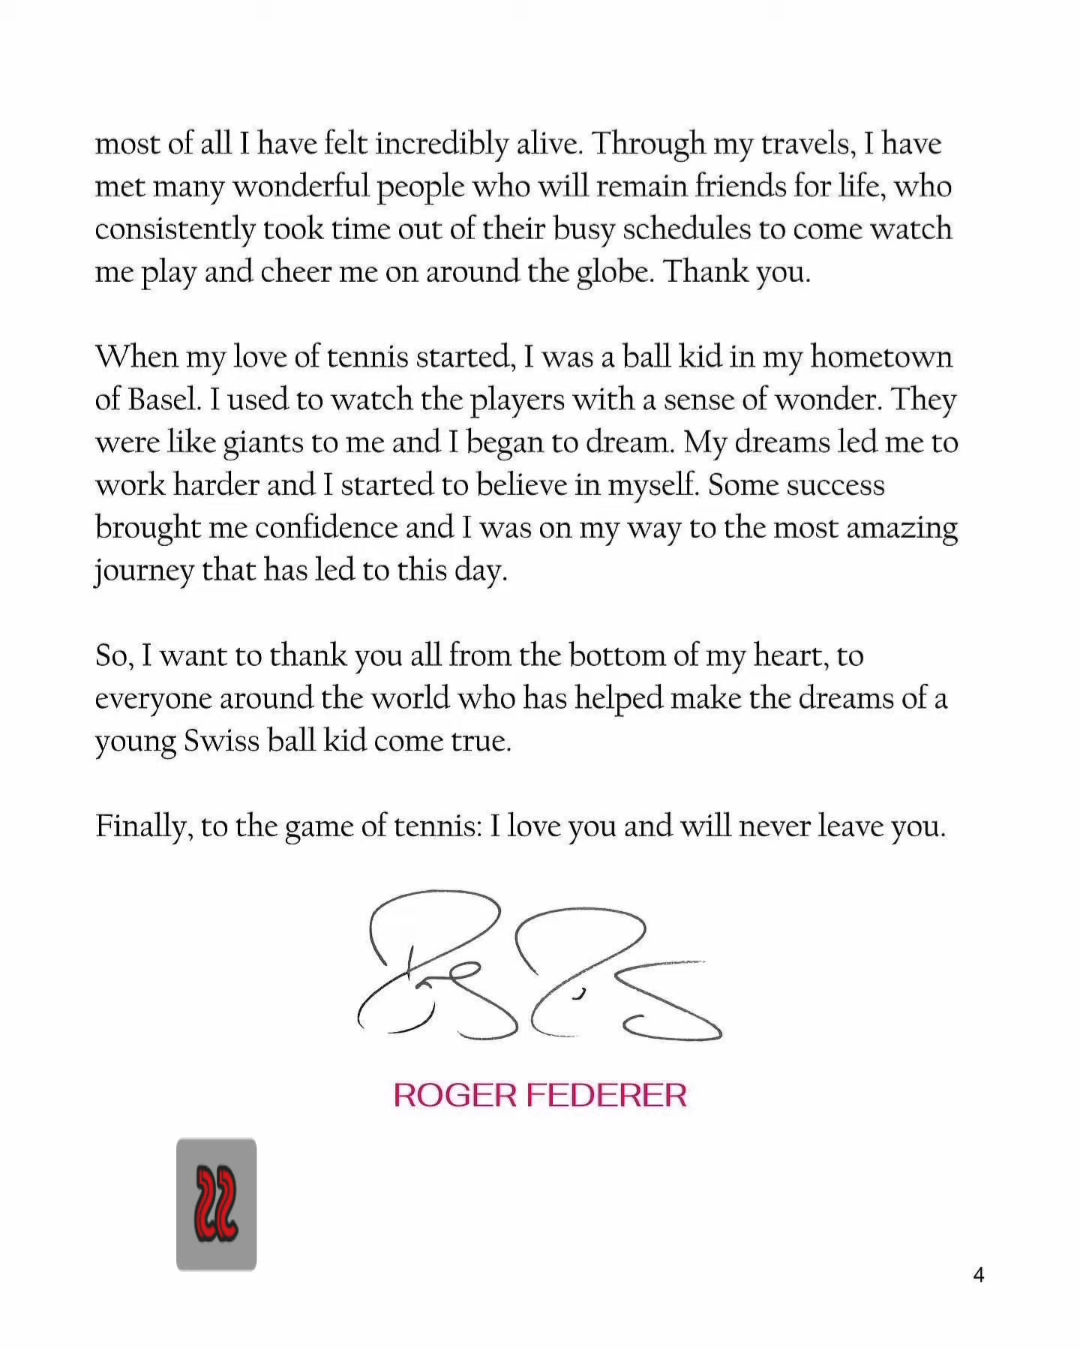 most of all I have felt incredibly alive. Through my travels, I have
met many wonderful people who will remain friends for life, who
consistently took time out of their busy schedules to come watch
me play and cheer me on around the globe. Thank you.
When my love of tennis started, I was a ball kid in my hometown
of Basel. I used to watch the players with a sense of wonder. They
were like giants to me and I began to dream. My dreams led me to
work harder and I started to believe in myself. Some success
brought me confidence and I was on my way to the most amazing
journey that has led to this day.
So, I want to thank you all from the bottom of my heart, to
everyone around the world who has helped make the dreams of a
young Swiss ball kid come true.
Finally, to the game of tennis: I love you and will never leave you.
ROGER FEDERER
4